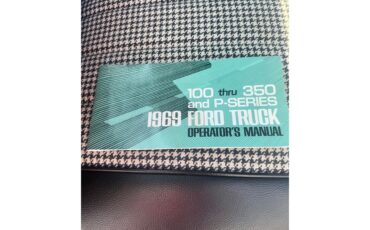 100 thru 350
and P-SERIES
1969 FORD TRUCK
OPERATOR'S MANUAL